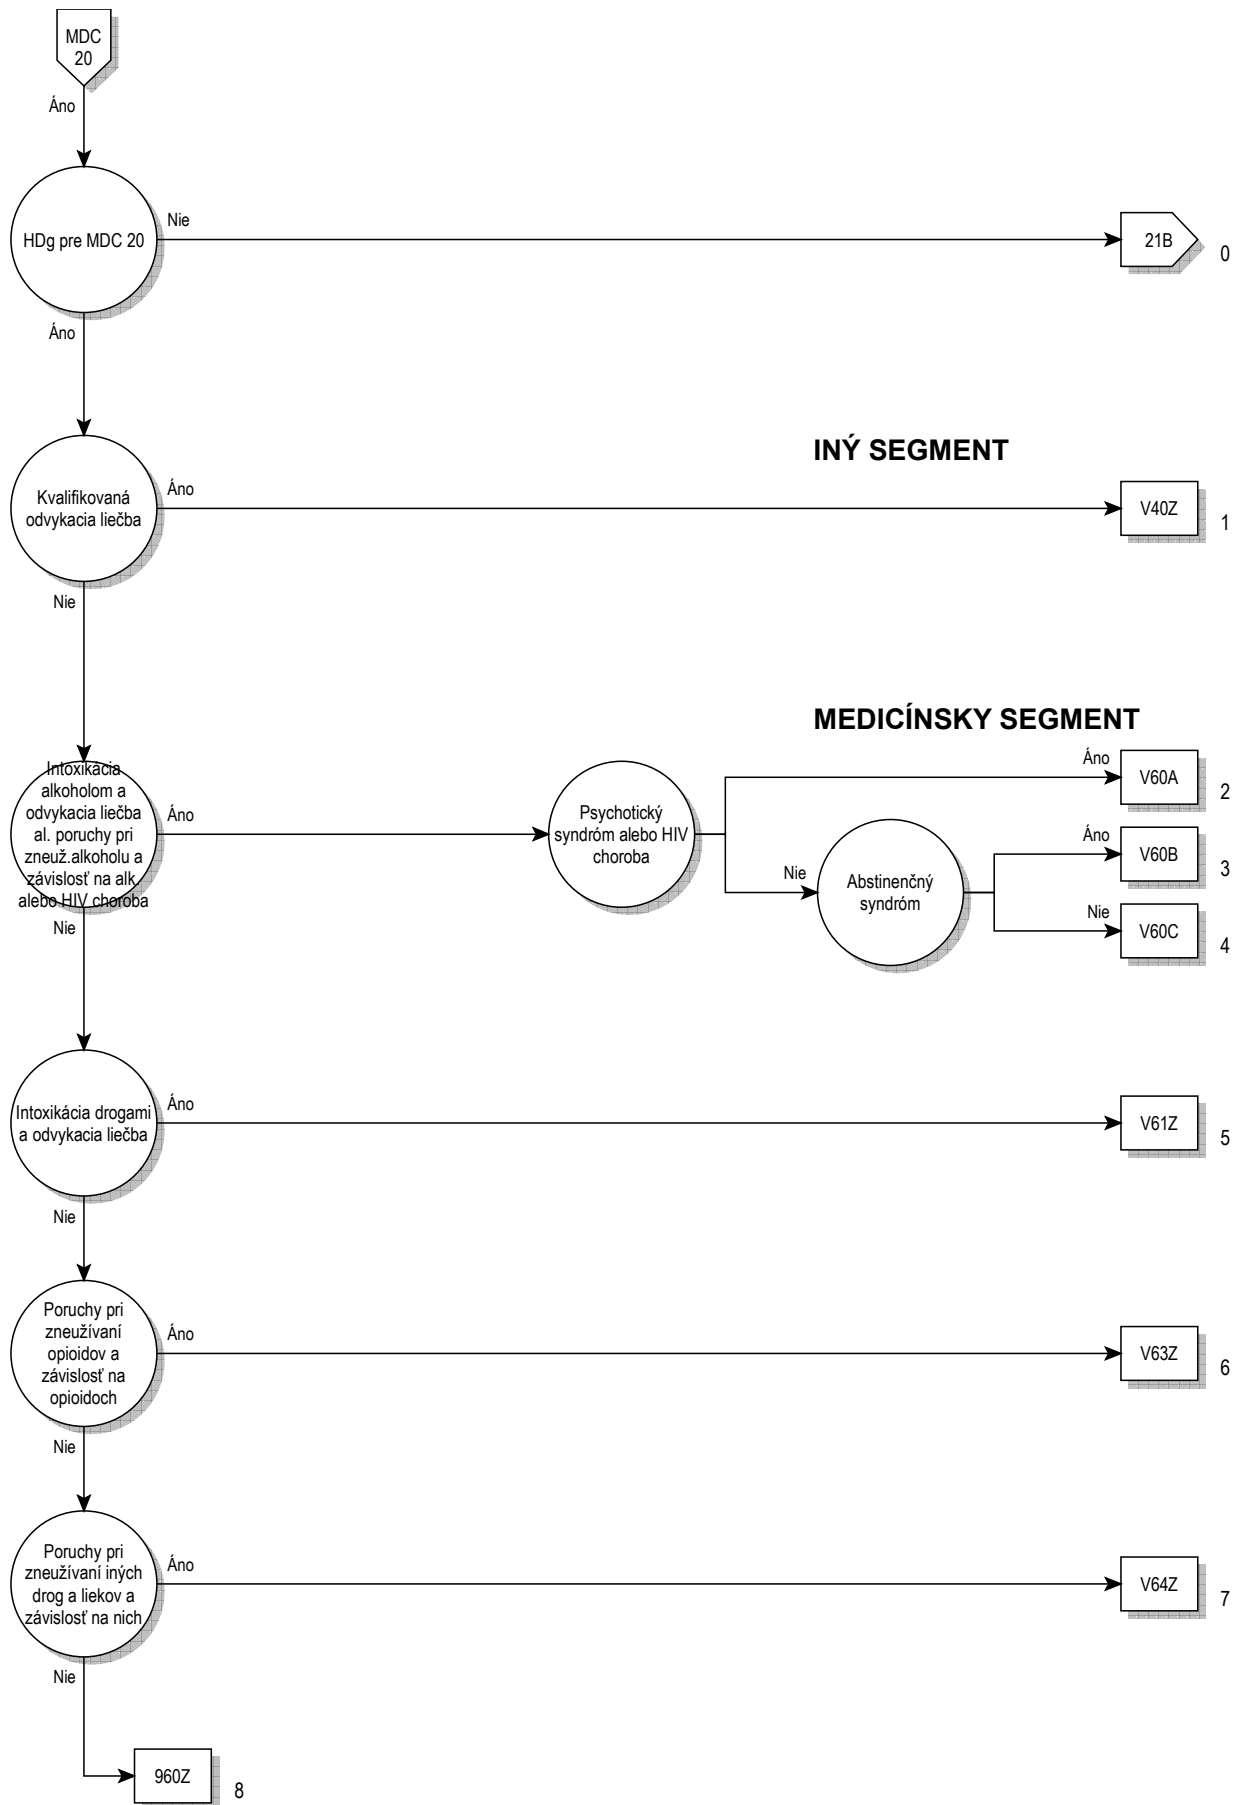 MDC
20
Áno
HDg pre MDC 20
Nie
21B
0
Áno
INÝ SEGMENT
Kvalifikovaná
odvykacia liečba
Áno
V40Z
1
Nie
MEDICÍNSKY SEGMENT
Intoxikácia
alkoholom a
odvykacia liečba
al. poruchy pri
zneuž.alkoholu a
závislosť na alk.
alebo HIV choroba
Áno
Psychotický
syndróm alebo HIV
choroba
Áno
V60A
2
Nie
Abstinenčný
syndróm
Áno
V60B
3
Nie
V60C
4
Nie
Intoxikácia drogami
a odvykacia liečba
Áno
V61Z
5
Nie
Poruchy pri
zneužívaní
opioidov a
závislosť na
opioidoch
Áno
V63Z
6
Nie
Poruchy pri
zneužívaní iných
drog a liekov a
závislosť na nich
Áno
V64Z
7
Nie
960Z
8